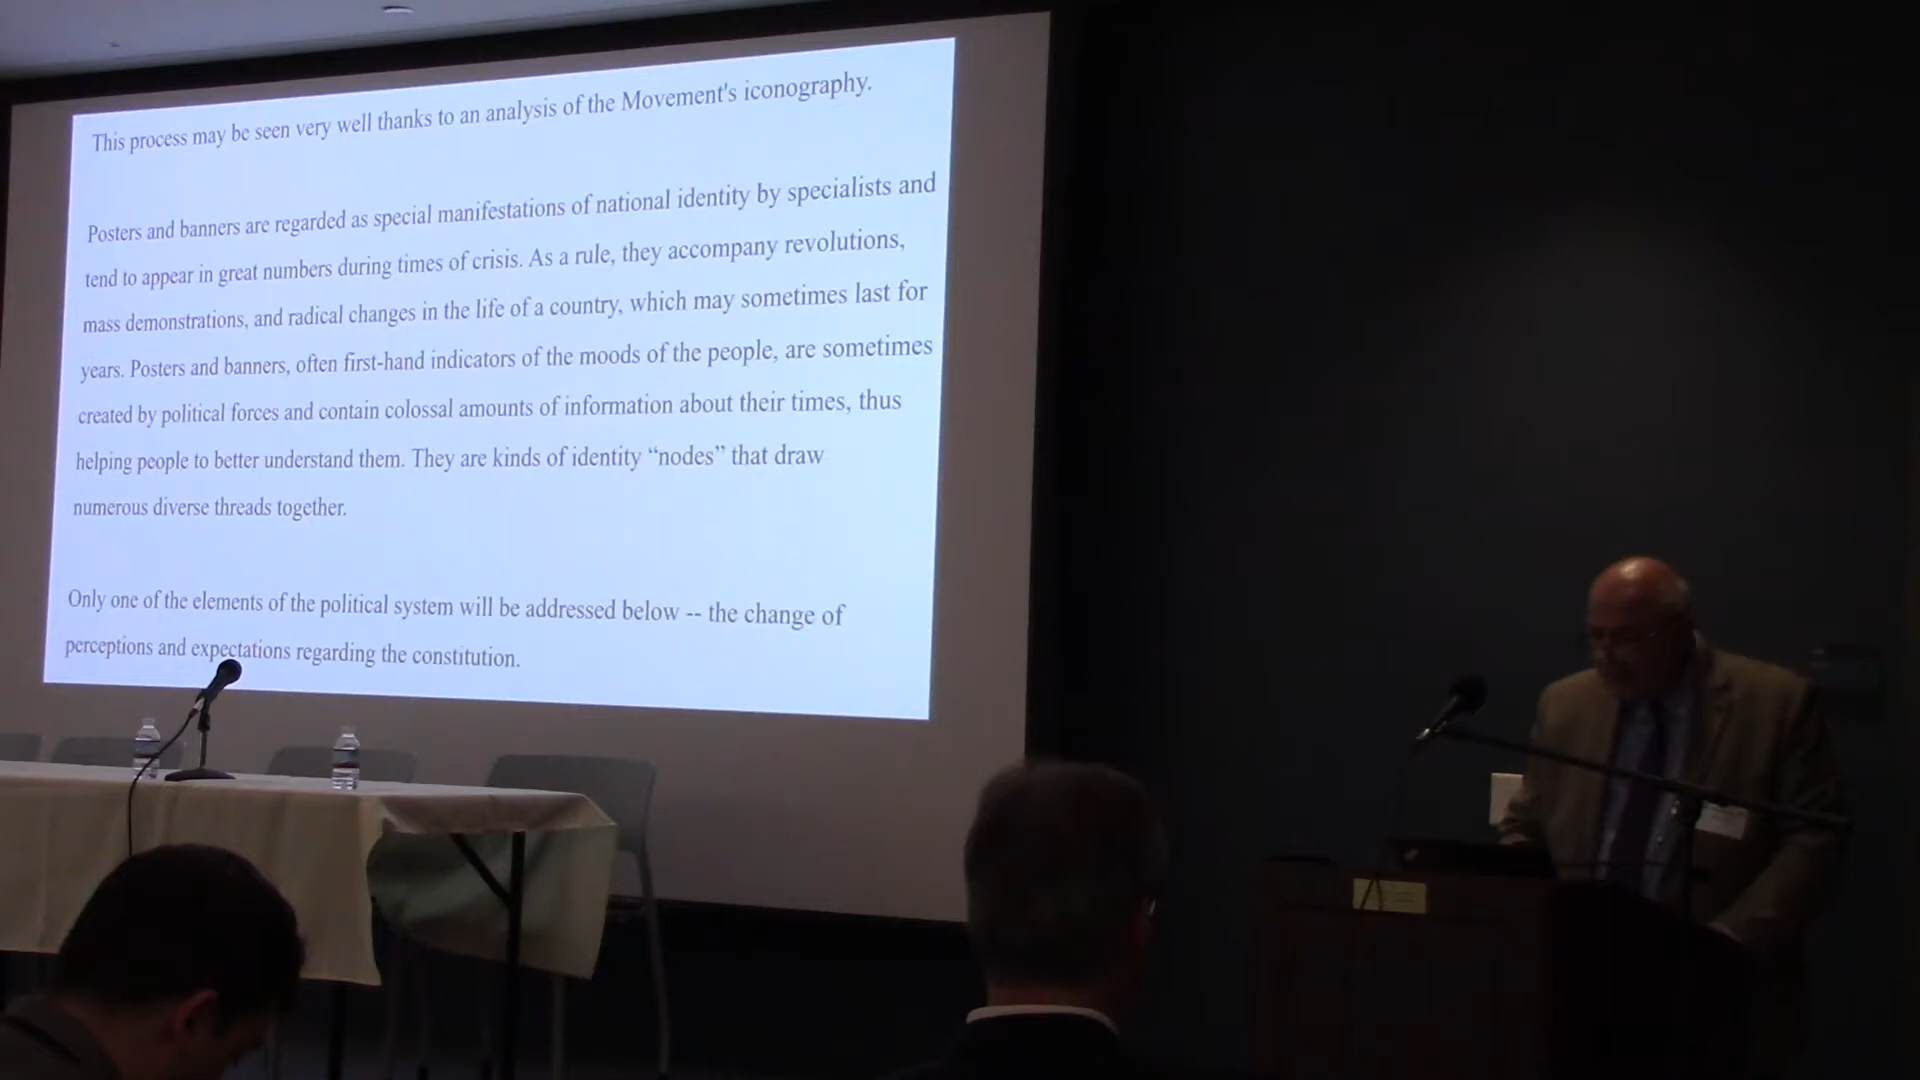 This process may be seen very well thanks to an analysis of the Movement's iconography.
Posters and banners are regarded as special manifestations of national identity by specialists and
tend to appear in great numbers during times of crisis. As a rule, they accompany revolutions,
mass demonstrations, and radical changes in the life of a country, which may sometimes last for
years. Posters and banners, often first-hand indicators of the moods of the people, are sometimes
created by political forces and contain colossal amounts of information about their times, thus
helping people to better understand them. They are kinds of identity “nodes” that draw
numerous diverse threads together.
Only one of the elements of the political system will be addressed below -- the change of
perceptions and expectations regarding the constitution.